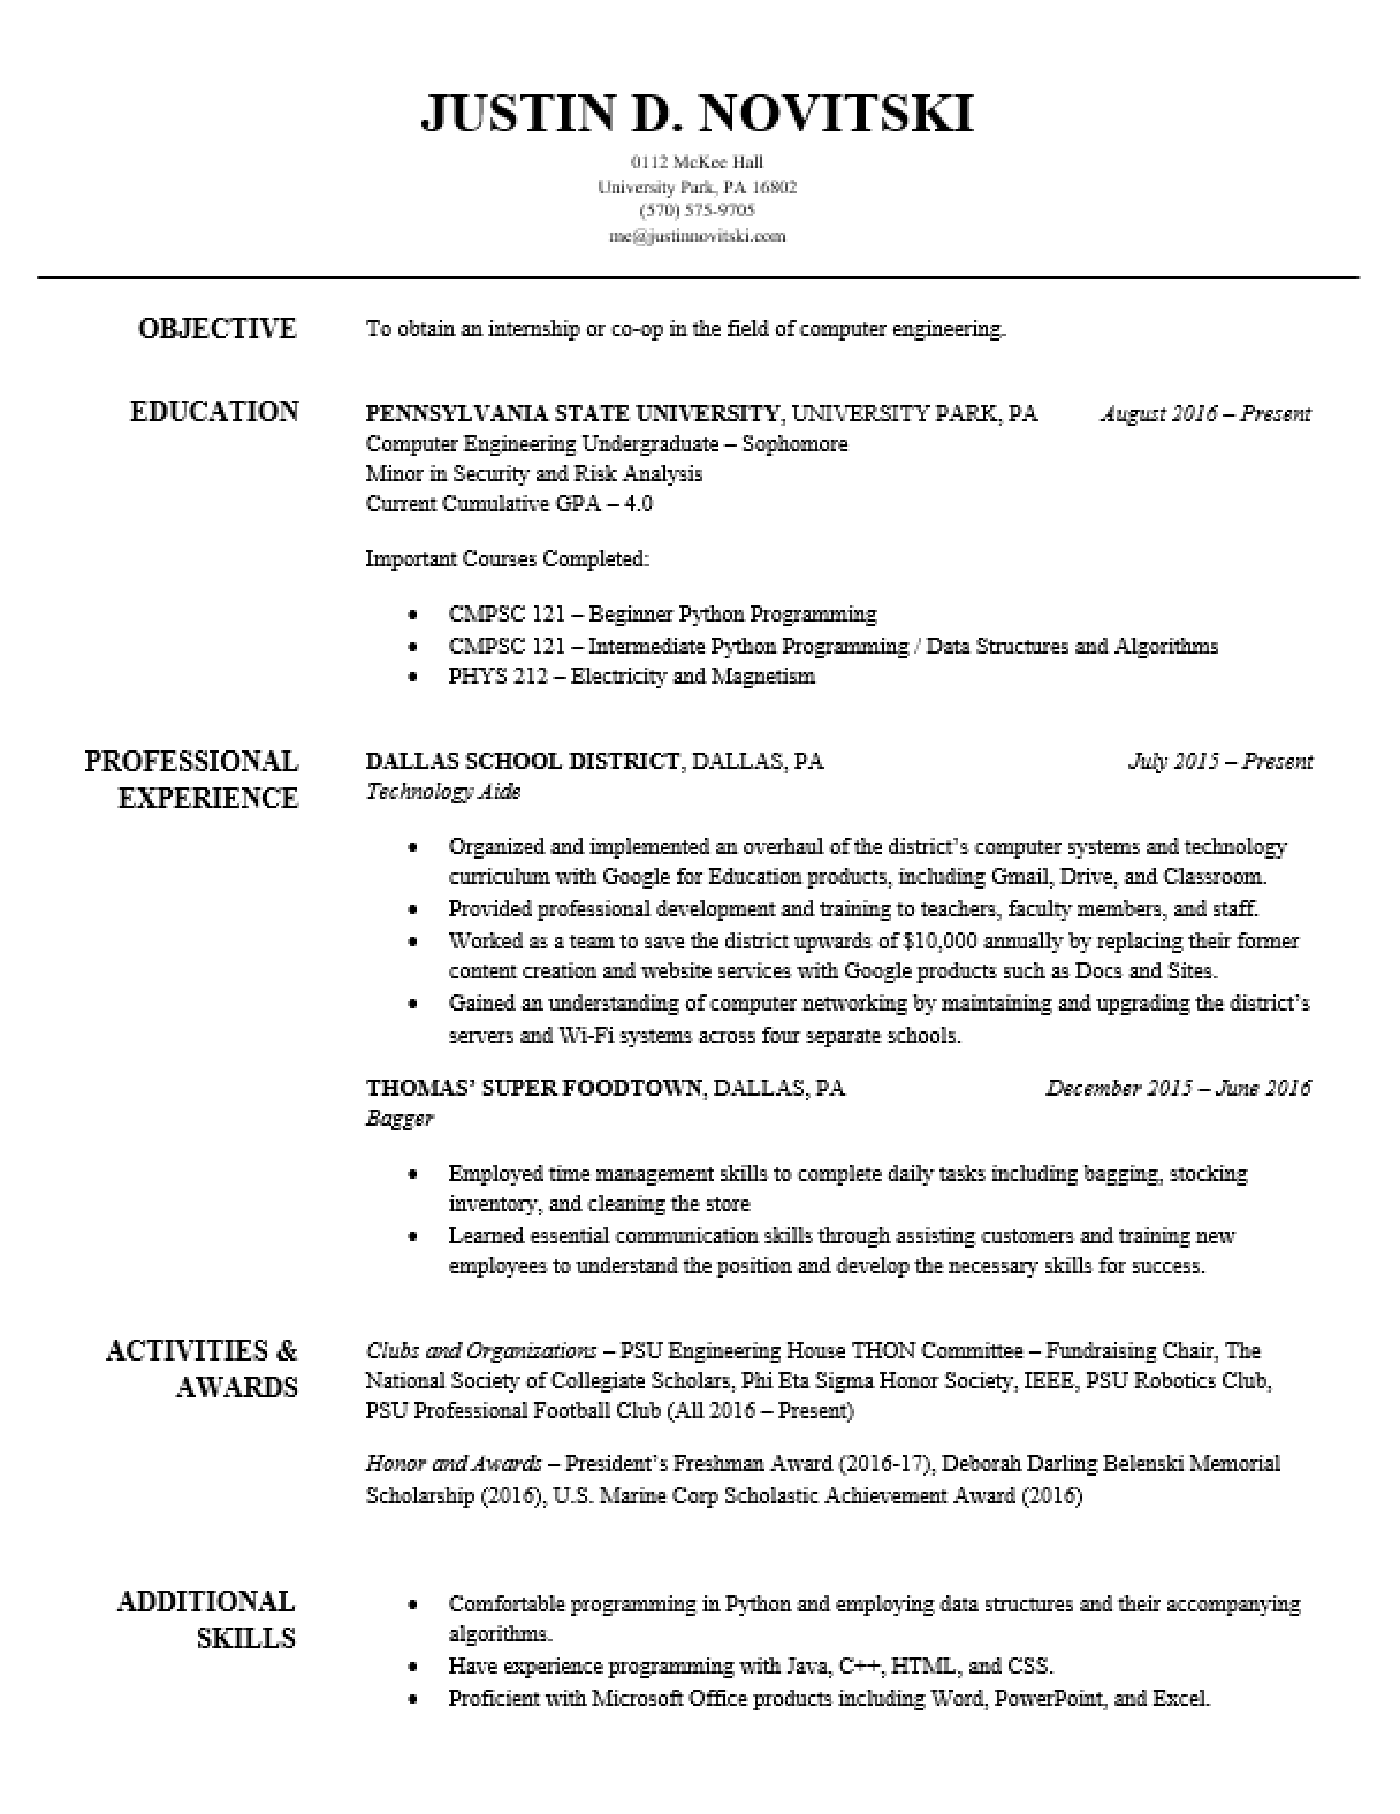 JUSTIN D. NOVITSKI
0112 McKee Hall
University Park, PA 16802
(570) 575-9705
me@justinnovitski.com
OBJECTIVE
To obtain an internship or co-op in the field of computer engineering.
EDUCATION
PENNSYLVANIA STATE UNIVERSITY, UNIVERSITY PARK, PA August 2016 – Present
Computer Engineering Undergraduate – Sophomore
Minor in Security and Risk Analysis
Current Cumulative GPA – 4.0
Important Courses Completed:
• CMPSC 121 – Beginner Python Programming
• CMPSC 121 – Intermediate Python Programming / Data Structures and Algorithms
• PHYS 212 – Electricity and Magnetism
PROFESSIONAL
EXPERIENCE
DALLAS SCHOOL DISTRICT, DALLAS, PA July 2015 – Present
Technology Aide
• Organized and implemented an overhaul of the district's computer systems and technology
curriculum with Google for Education products, including Gmail, Drive, and Classroom.
• Provided professional development and training to teachers, faculty members, and staff.
• Worked as a team to save the district upwards of $10,000 annually by replacing their former
content creation and website services with Google products such as Docs and Sites.
• Gained an understanding of computer networking by maintaining and upgrading the district's
servers and Wi-Fi systems across four separate schools.
THOMAS' SUPER FOODTOWN, DALLAS, PA December 2015 – June 2016
Bagger
• Employed time management skills to complete daily tasks including bagging, stocking
inventory, and cleaning the store
• Learned essential communication skills through assisting customers and training new
employees to understand the position and develop the necessary skills for success.
ACTIVITIES &
AWARDS
Clubs and Organizations – PSU Engineering House THON Committee – Fundraising Chair, The
National Society of Collegiate Scholars, Phi Eta Sigma Honor Society, IEEE, PSU Robotics Club,
PSU Professional Football Club (All 2016 – Present)
Honor and Awards – President's Freshman Award (2016-17), Deborah Darling Belenski Memorial
Scholarship (2016), U.S. Marine Corp Scholastic Achievement Award (2016)
ADDITIONAL
SKILLS
• Comfortable programming in Python and employing data structures and their accompanying
algorithms.
• Have experience programming with Java, C++, HTML, and CSS.
• Proficient with Microsoft Office products including Word, PowerPoint, and Excel.